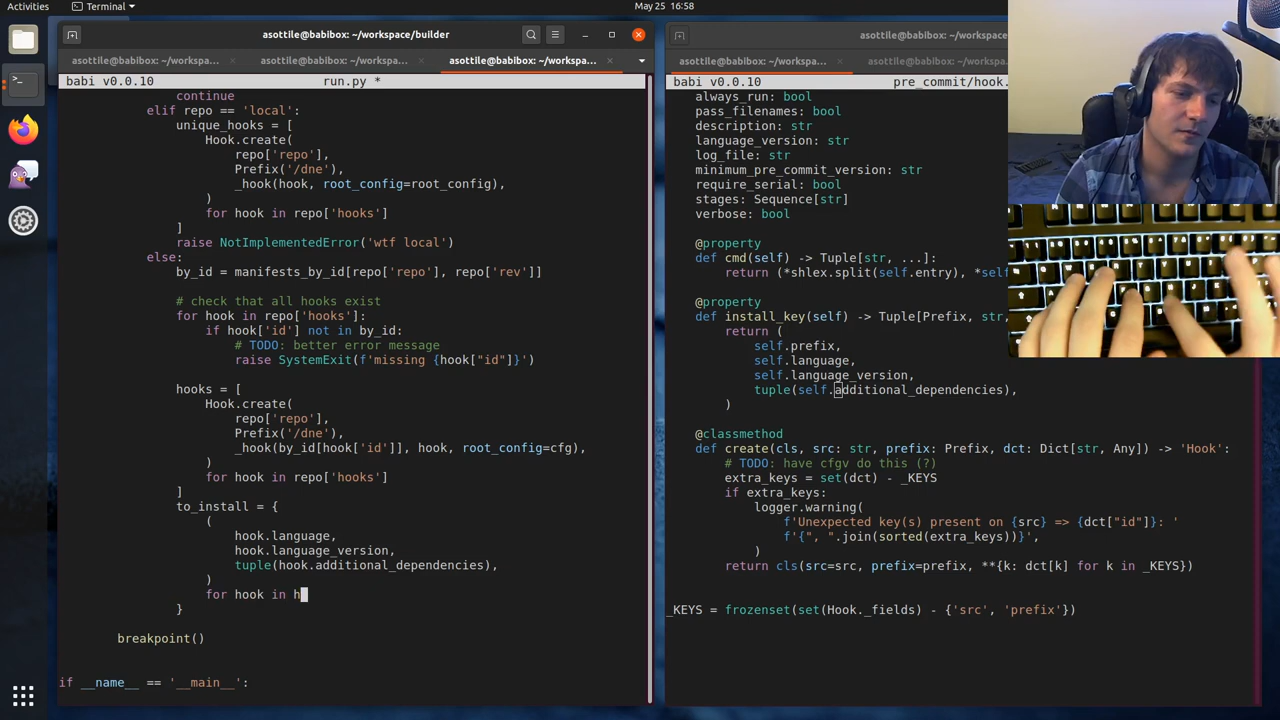 Activities
Terminal
May 25 16:58
asottile@babibox: ~/workspace/builder
asottile@babibox: ~/works...
asottile@babibox: ~/workspa...
asottile@babibox: ~/workspa...
asottile@babibox: ~/workspa...
babi v0.0.10
run.py *
continue
elif repo == 'local':
unique_hooks = [
Hook.create(
repo['repo'],
Prefix('/dne'),
_hook(hook, root_config=root_config),
)
for hook in repo['hooks']
]
raise NotImplementedError('wtf local')
else:
by_id = manifests_by_id[repo['repo'], repo['rev']]
# check that all hooks exist
for hook in repo['hooks']:
if hook['id'] not in by_id:
# TODO: better error message
raise SystemExit(f'missing {hook["id"]}')
hooks = [
Hook.create(
repo['repo'],
Prefix('/dne'),
_hook(by_id[hook['id']], hook, root_config=cfg),
)
for hook in repo['hooks']
]
to_install = {
(
hook.language,
hook.language_version,
tuple(hook.additional_dependencies),
)
for hook in h
}
breakpoint()
if __name__ == '__main__':
asottile@babibox: ~/workspa...
asottile@babibox: ~/works
babi v0.0.10
pre_commit/hook.
always_run: bool
pass_filenames: bool
description: str
language_version: str
log_file: str
minimum_pre_commit_version: str
require_serial: bool
stages: Sequence[str]
verbose: bool
@property
def cmd(self) -> Tuple[str, ...]:
return (*shlex.split(self.entry), *se
@property
def install_key(self) -> Tuple[Prefix, str,
return (
self.prefix,
self.language,
self.language_version,
tuple(self.additional_dependencies),
)
@classmethod
def create(cls, src: str, prefix: Prefix, dct: Dict[str, Any]) -> 'Hook':
# TODO: have cfgv do this (?)
extra_keys = set(dct) - _KEYS
if extra_keys:
logger.warning(
f'Unexpected key(s) present on {src} => {dct["id"]}: '
f'{", ".join(sorted(extra_keys))}',
)
return cls(src=src, prefix=prefix, **{k: dct[k] for k in _KEYS})
_KEYS = frozenset(set(Hook._fields) - {'src', 'prefix'})